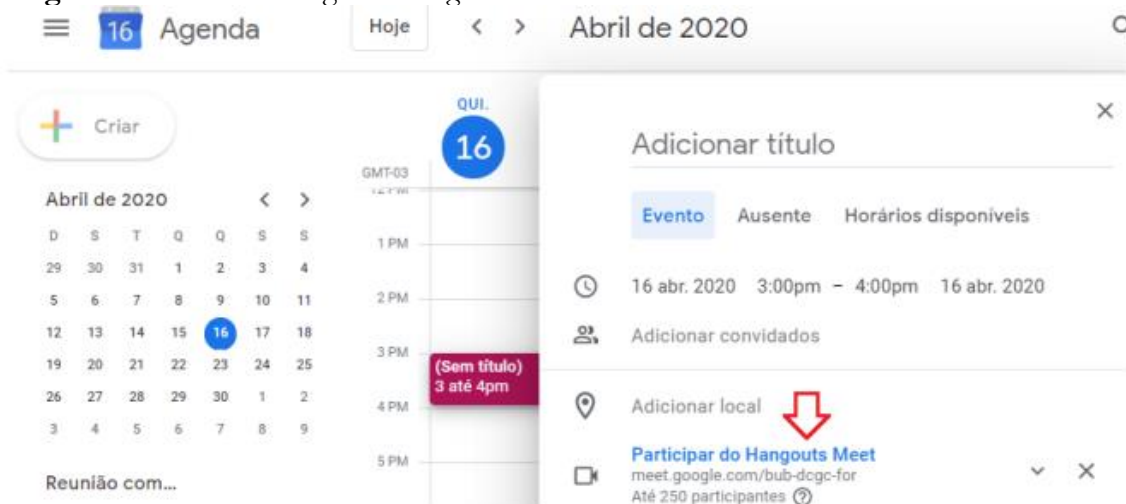 16 Agenda Hoje < > Abril de 2020
Criar
QUI.
16
GMT-03
Abril de 2020 < >
D S T Q Q S S
29 30 31 1 2 3 4
5 6 7 8 9 10 11
12 13 14 15 16 17 18
19 20 21 22 23 24 25
26 27 28 29 30 1 2
3 4 5 6 7 8 9
Reunião com...
1 PM
2 PM
3 PM
4 PM
5 PM
(Sem título)
3 até 4pm
Adicionar título
Evento Ausente Horários disponíveis
16 abr. 2020 3:00pm – 4:00pm 16 abr. 2020
Adicionar convidados
Adicionar local
Participar do Hangouts Meet
meet.google.com/bub-dcgc-for
Até 250 participantes